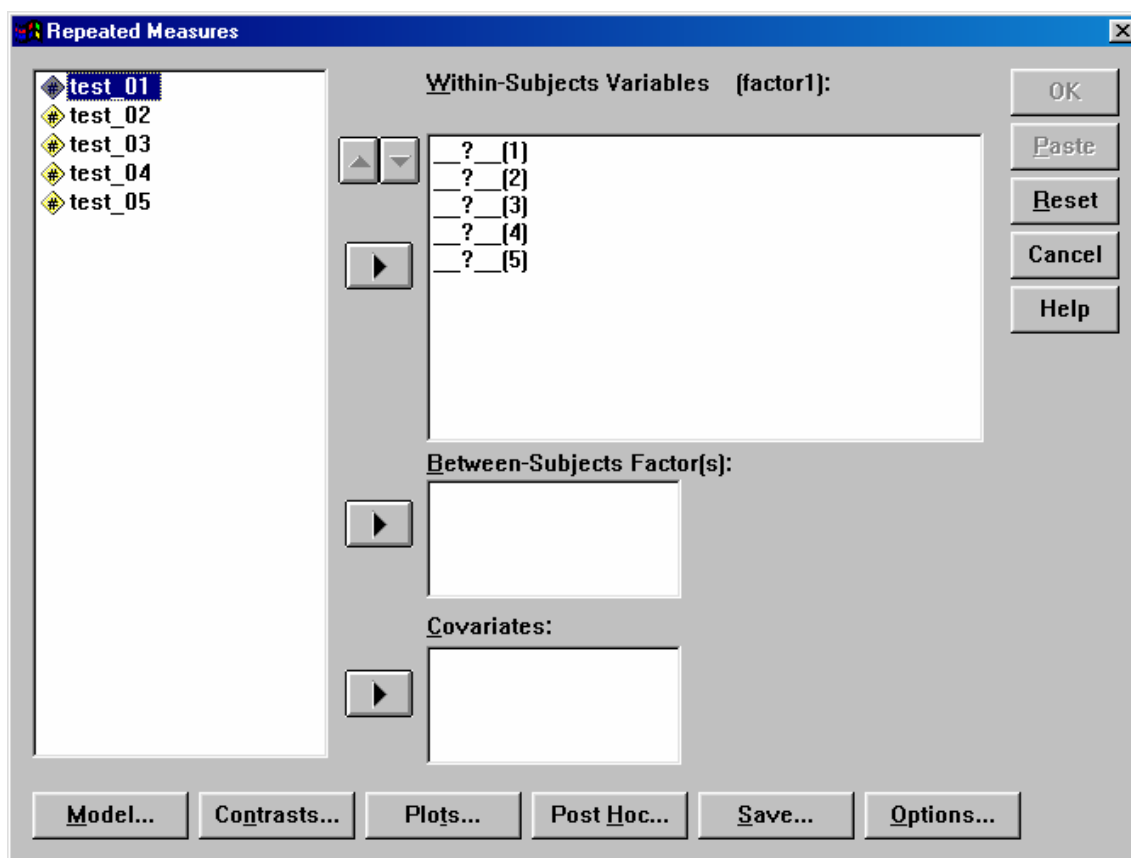 Repeated Measures
test_01
test_02
test_03
test_04
test_05
Within-Subjects Variables (factor1):
__?__(1)
__?__(2)
__?__(3)
__?__(4)
__?__(5)
Between-Subjects Factor(s):
Covariates:
OK
Paste
Reset
Cancel
Help
Model... Contrasts... Plots... Post Hoc... Save... Options...